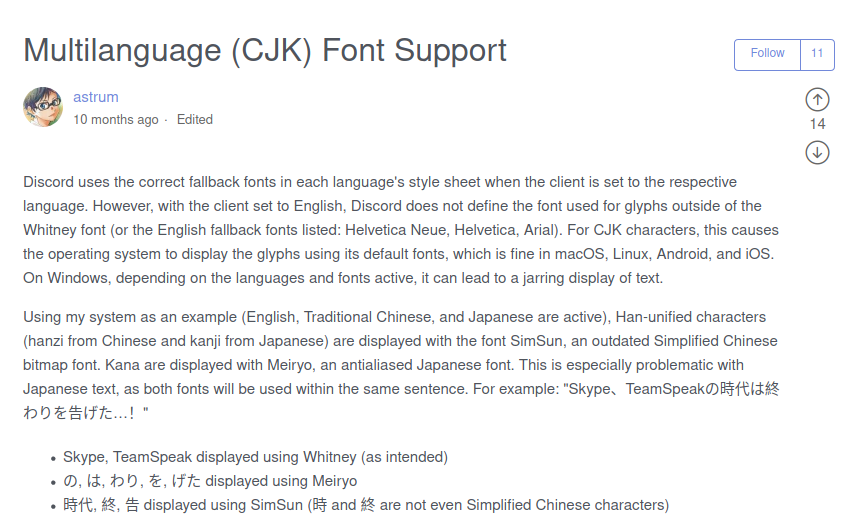 Multilanguage (CJK) Font Support
Follow 11
astrum
10 months ago · Edited
14
Discord uses the correct fallback fonts in each language's style sheet when the client is set to the respective
language. However, with the client set to English, Discord does not define the font used for glyphs outside of the
Whitney font (or the English fallback fonts listed: Helvetica Neue, Helvetica, Arial). For CJK characters, this causes
the operating system to display the glyphs using its default fonts, which is fine in macOS, Linux, Android, and iOS.
On Windows, depending on the languages and fonts active, it can lead to a jarring display of text.
Using my system as an example (English, Traditional Chinese, and Japanese are active), Han-unified characters
(hanzi from Chinese and kanji from Japanese) are displayed with the font SimSun, an outdated Simplified Chinese
bitmap font. Kana are displayed with Meiryo, an antialiased Japanese font. This is especially problematic with
Japanese text, as both fonts will be used within the same sentence. For example: "Skype、TeamSpeakの時代は終
わりを告げた…！"
• Skype, TeamSpeak displayed using Whitney (as intended)
• の, は, わり, を, げた displayed using Meiryo
• 時代, 終, 告 displayed using SimSun (時 and 終 are not even Simplified Chinese characters)